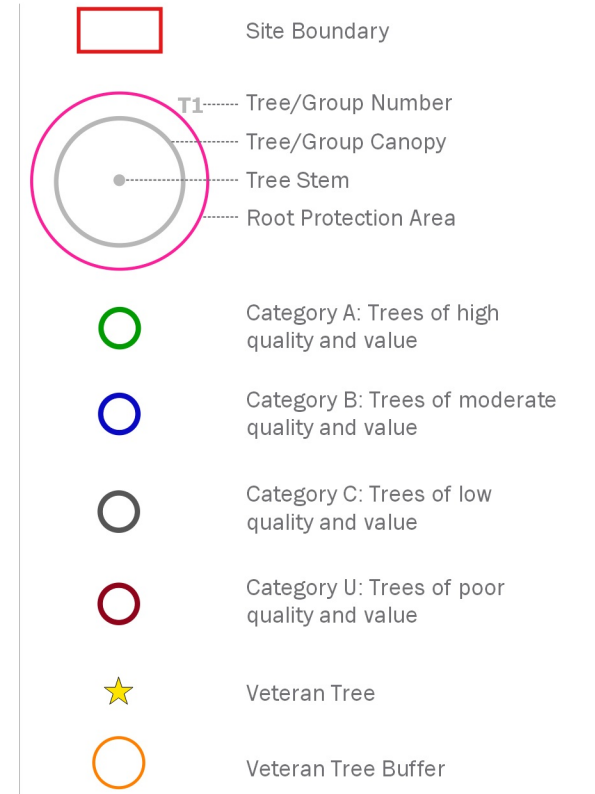 Site Boundary
T1
Tree/Group Number
Tree/Group Canopy
Tree Stem
Root Protection Area
Category A: Trees of high
quality and value
Category B: Trees of moderate
quality and value
Category C: Trees of low
quality and value
Category U: Trees of poor
quality and value
Veteran Tree
Veteran Tree Buffer